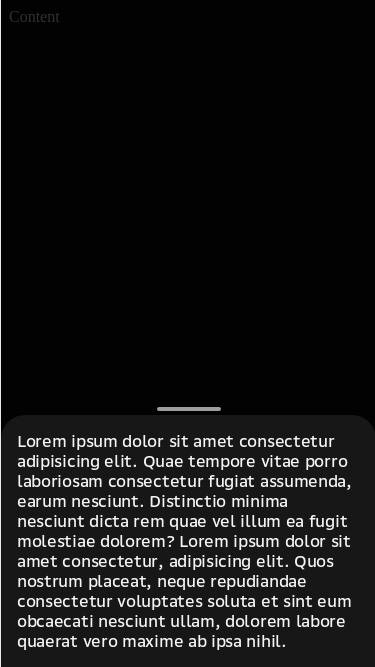 Content
Lorem ipsum dolor sit amet consectetur
adipisicing elit. Quae tempore vitae porro
laboriosam consectetur fugiat assumenda,
earum nesciunt. Distinctio minima
nesciunt dicta rem quae vel illum ea fugit
molestiae dolorem? Lorem ipsum dolor sit
amet consectetur, adipisicing elit. Quos
nostrum placeat, neque repudiandae
consectetur voluptates soluta et sint eum
obcaecati nesciunt ullam, dolorem labore
quaerat vero maxime ab ipsa nihil.